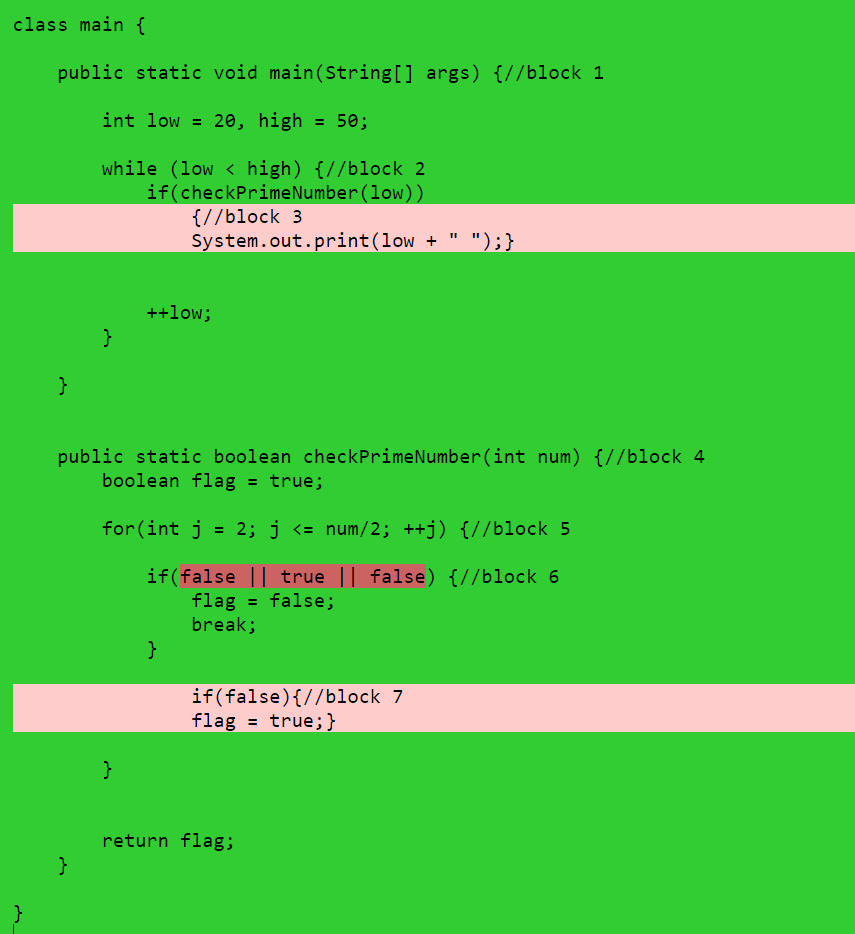 class main {
public static void main(String[] args) {//block 1
int low = 20, high = 50;
while (low < high) {//block 2
if(checkPrimeNumber(low))
{//block 3
System.out.print(low + " ");}
++low;
}
}
public static boolean checkPrimeNumber(int num) {//block 4
boolean flag = true;
for(int j = 2; j <= num/2; ++j) {//block 5
if(false || true || false) {//block 6
flag = false;
break;
}
if(false){//block 7
flag = true;}
}
return flag;
}
}